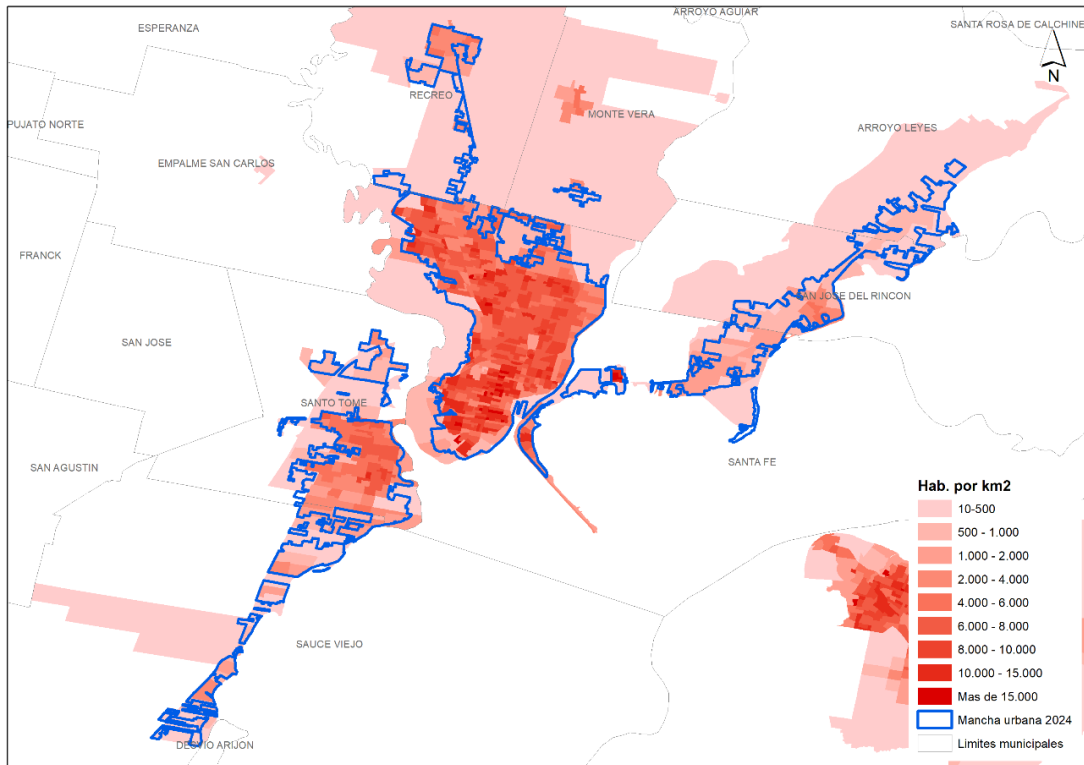 ARROYO AGUIAR
SANTA ROSA DE CALCHINE
ESPERANZA
N
RECREO
MONTE VERA
PUJATO NORTE
ARROYO LEYES
EMPALME SAN CARLOS
FRANCK
SAN JOSE DEL RINCON
SAN JOSE
SANTO TOME
SAN AGUSTIN
SANTA FE
SAUCE VIEJO
DESVIO ARIJON
Hab. por km2
10-500
500 - 1.000
1.000 - 2.000
2.000 - 4.000
4.000 - 6.000
6.000 - 8.000
8.000 - 10.000
10.000 - 15.000
Mas de 15.000
Mancha urbana 2024
Limites municipales